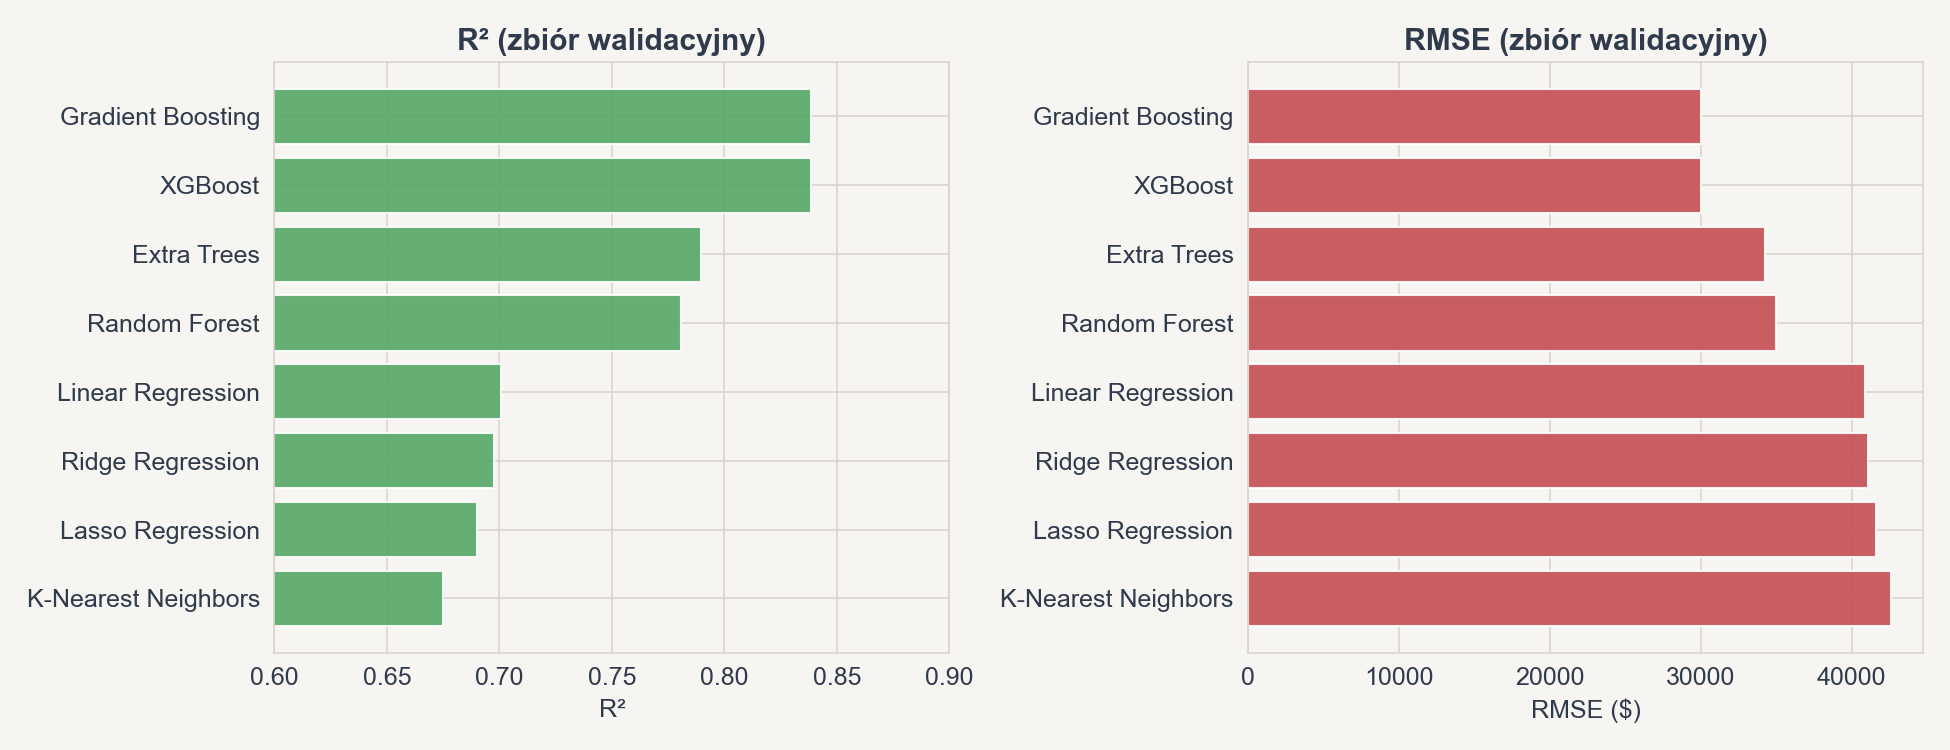 R² (zbiór walidacyjny)
Gradient Boosting
XGBoost
Extra Trees
Random Forest
Linear Regression
Ridge Regression
Lasso Regression
K-Nearest Neighbors
0.60 0.65 0.70 0.75 0.80 0.85 0.90
R²
RMSE (zbiór walidacyjny)
Gradient Boosting
XGBoost
Extra Trees
Random Forest
Linear Regression
Ridge Regression
Lasso Regression
K-Nearest Neighbors
0 10000 20000 30000 40000
RMSE ($)